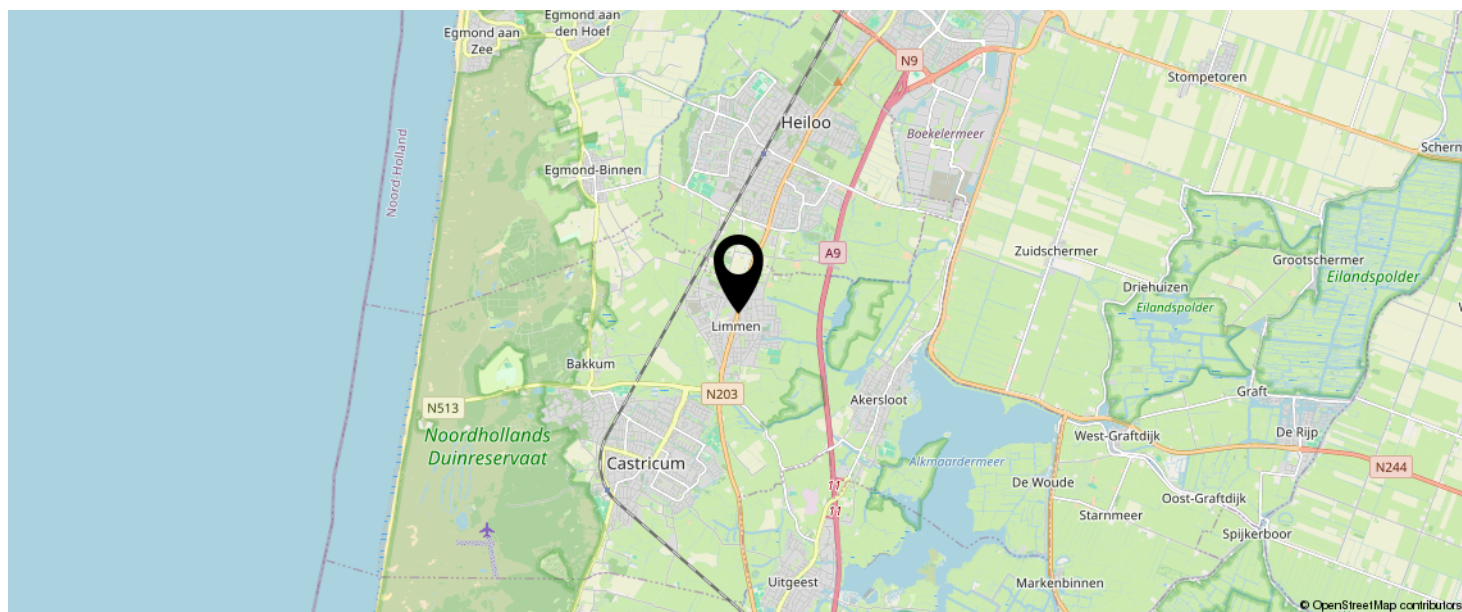 Egmond aan
Zee
Egmond aan
den Hoef
N9
Stompetoren
Heiloo
Boekelermeer
Scherm
Noord-Holland
Egmond-Binnen
A9
Zuidschermer
Grootschermer
Eilandspolder
Driehuizen
Eilandspolder
Limmen
Bakkum
N203
N513
Akersloot
Graft
Noordhollands
Duinreservaat
West-Graftdijk
De Rijp
Castricum
Alkmaardermeer
N244
De Woude
11
11
Oost-Graftdijk
Starnmeer
Spijkerboor
Uitgeest
Markenbinnen
© OpenStreetMap contributors